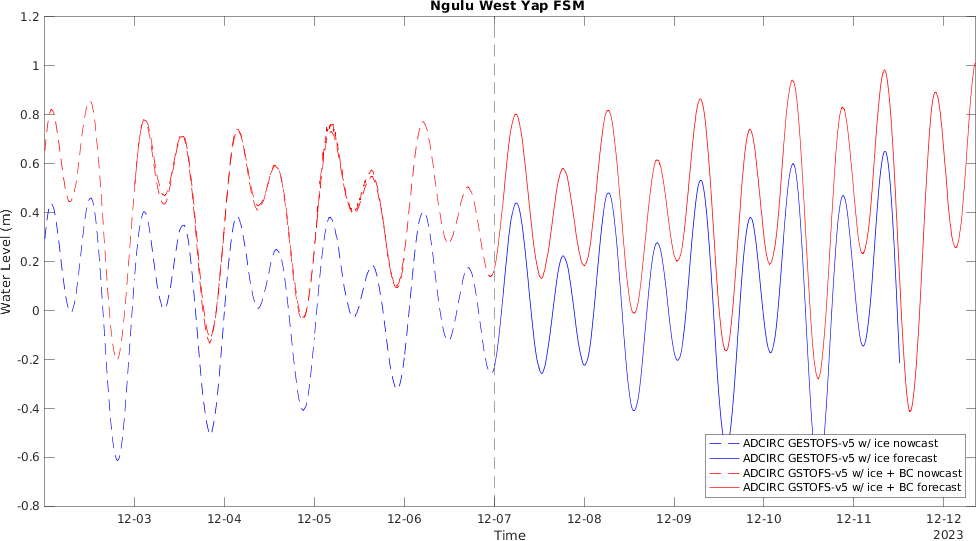 Ngulu West Yap FSM
1.2
1
0.8
0.6
0.4
0.2
0
-0.2
-0.4
-0.6
-0.8
Water Level (m)
12-03 12-04 12-05 12-06 12-07 12-08 12-09 12-10 12-11 12-12
Time
2023
ADCIRC GESTOFS-v5 w/ ice nowcast
ADCIRC GESTOFS-v5 w/ ice forecast
ADCIRC GSTOFS-v5 w/ ice + BC nowcast
ADCIRC GSTOFS-v5 w/ ice + BC forecast